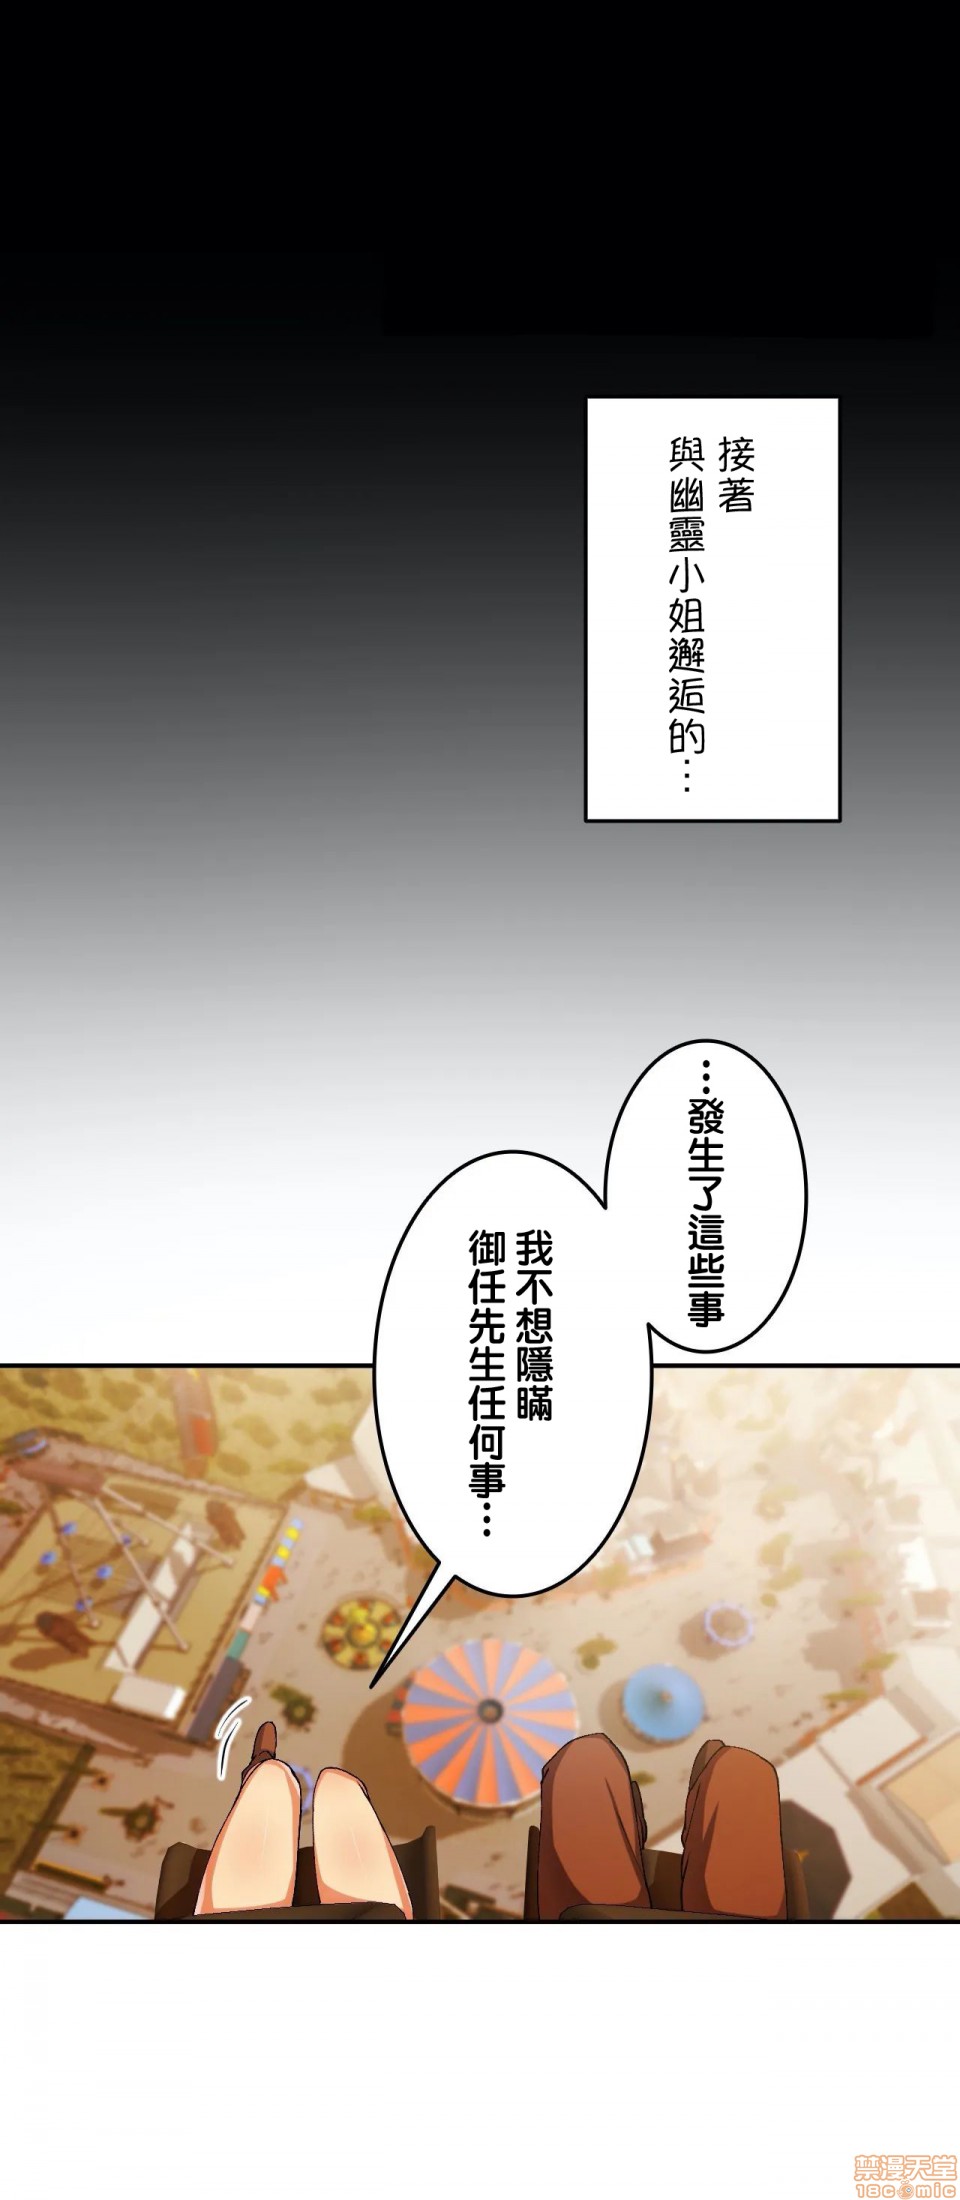 接著
與幽靈小姐邂逅的…
…發生了這些事
我不想隱瞞
御任先生任何事…
禁漫天堂
18comic